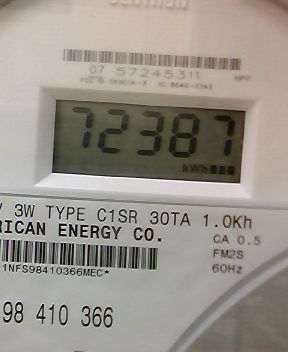 07 57245311 HPP
72387
kWh
V 3W TYPE C1SR 30TA 1.0Kh
RICAN ENERGY CO.
CA 0.5
FM2S
60Hz
1NFS98410366MEC*
98 410 366